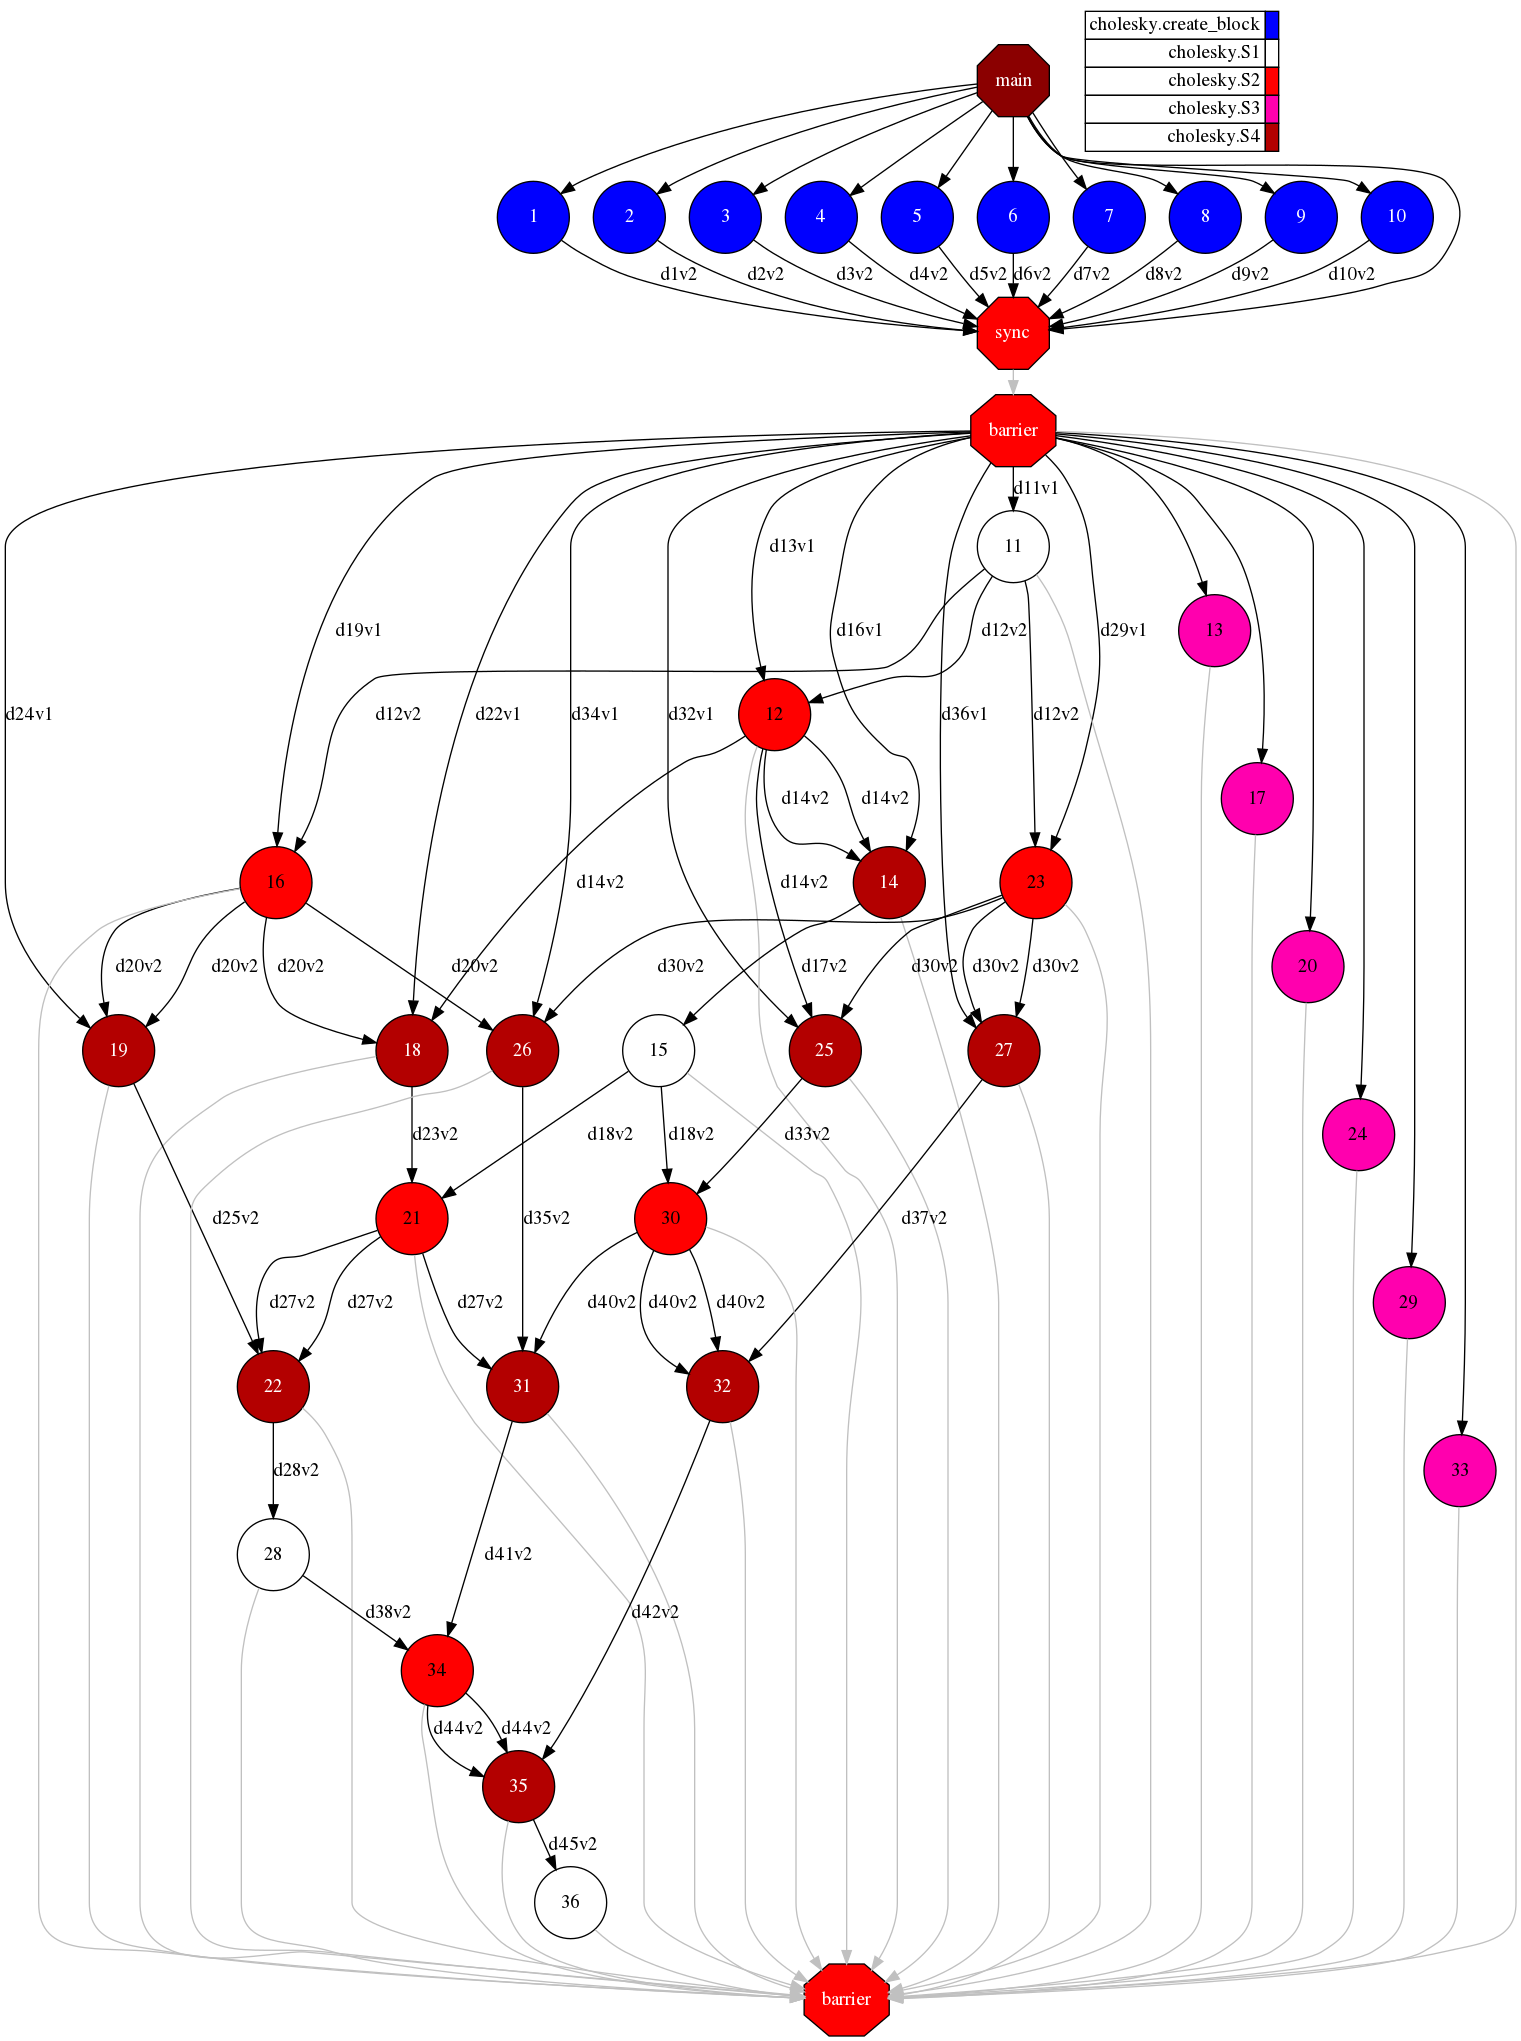 cholesky.create_block
cholesky.S1
main
cholesky.S2
cholesky.S3
cholesky.S4
1 2 3 4 5 6 7 8 9 10
d1v2 d2v2 d3v2 d4v2 d5v2 d6v2 d7v2 d8v2 d9v2 d10v2
sync
barrier
d11v1
d13v1 11
d19v1 d16v1 d12v2 d29v1 13
d24v1 d12v2 d22v1 d34v1 d32v1 12 d36v1 d12v2
d14v2 d14v2 17
16 d14v2 d14v2 14 23
d20v2 d20v2 d20v2 d20v2 d30v2 d17v2 d30v2 d30v2 d30v2 20
19 18 26 15 25 27
d23v2 d18v2 d18v2 d33v2 24
d25v2 21 d35v2 30 d37v2
d27v2 d27v2 d27v2 d40v2 d40v2 d40v2 29
22 31 32
d28v2 33
28 d41v2
d38v2 d42v2
34
d44v2 d44v2
35
d45v2
36
barrier